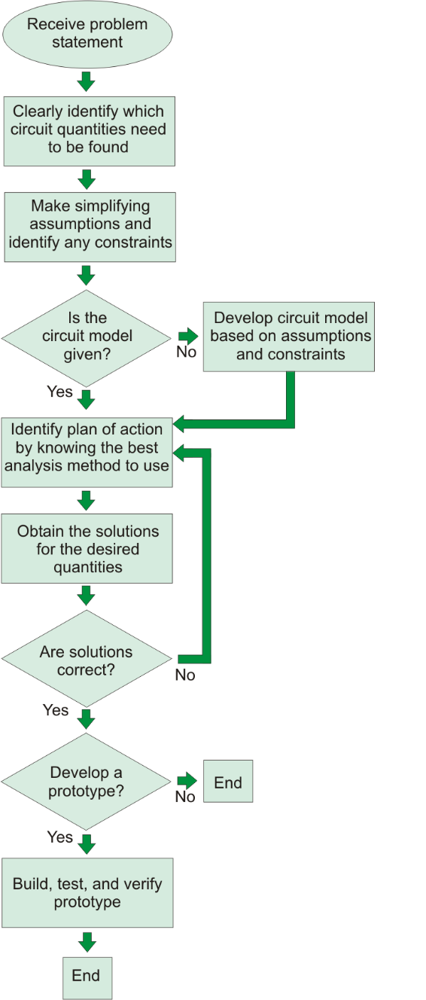 Receive problem
statement
Clearly identify which
circuit quantities need
to be found
Make simplifying
assumptions and
identify any constraints
Is the
circuit model
given?
No
Develop circuit model
based on assumptions
and constraints
Yes
Identify plan of action
by knowing the best
analysis method to use
Obtain the solutions
for the desired
quantities
Are solutions
correct?
No
Yes
Develop a
prototype?
No
End
Yes
Build, test, and verify
prototype
End